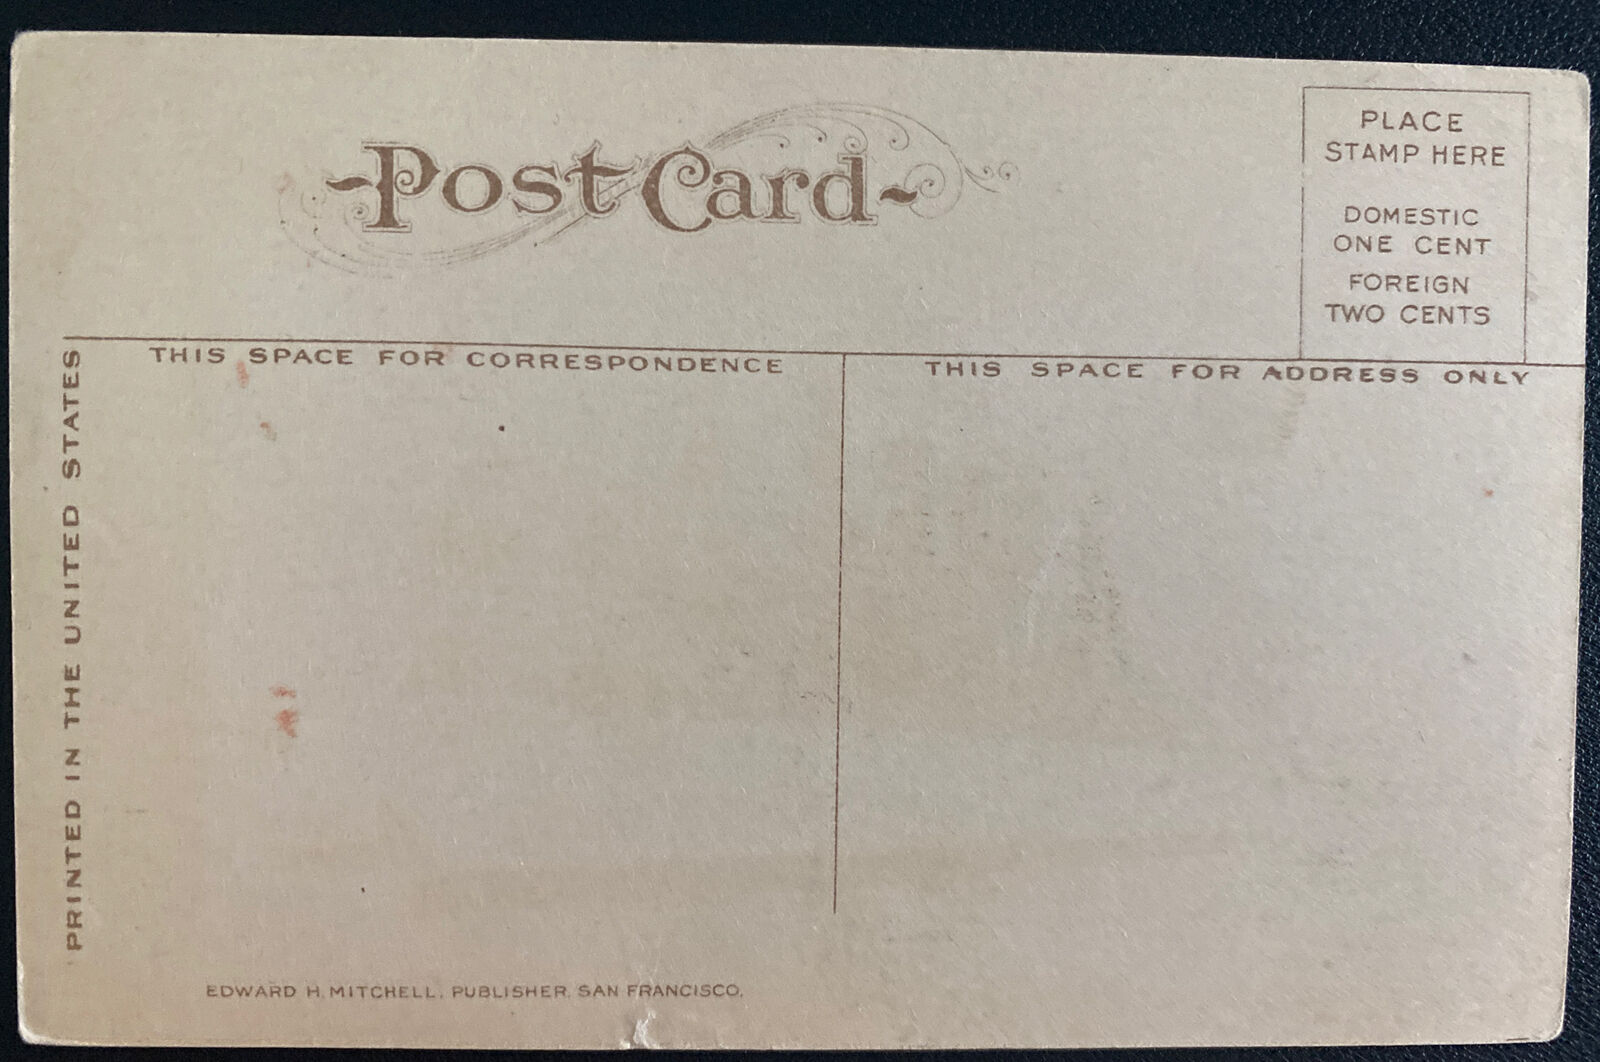 -Post Card-
PLACE
STAMP HERE
DOMESTIC
ONE CENT
FOREIGN
TWO CENTS
THIS SPACE FOR CORRESPONDENCE
THIS SPACE FOR ADDRESS ONLY
PRINTED IN THE UNITED STATES
EDWARD H. MITCHELL, PUBLISHER, SAN FRANCISCO.